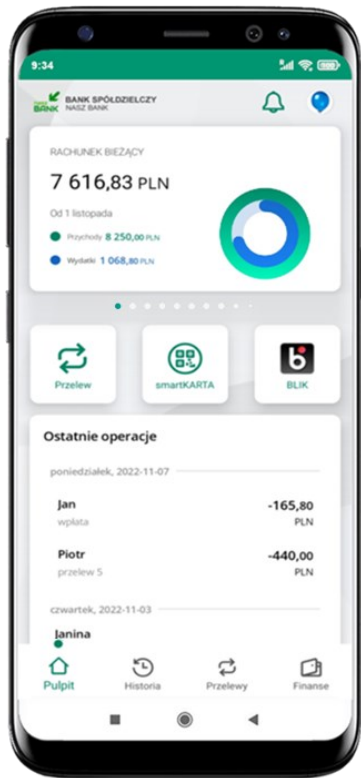 9:34
BANK SPÓŁDZIELCZY
NASZ BANK
BANK
RACHUNEK BIEŻĄCY
7 616,83 PLN
Od 1 listopada
Przychody 8 250,00 PLN
Wydatki 1 068,80 PLN
Przelew
smartKARTA
BLIK
Ostatnie operacje
poniedziałek, 2022-11-07
Jan -165,80
wpłata PLN
Piotr -440,00
przelew 5 PLN
czwartek, 2022-11-03
Janina
Pulpit Historia Przelewy Finanse